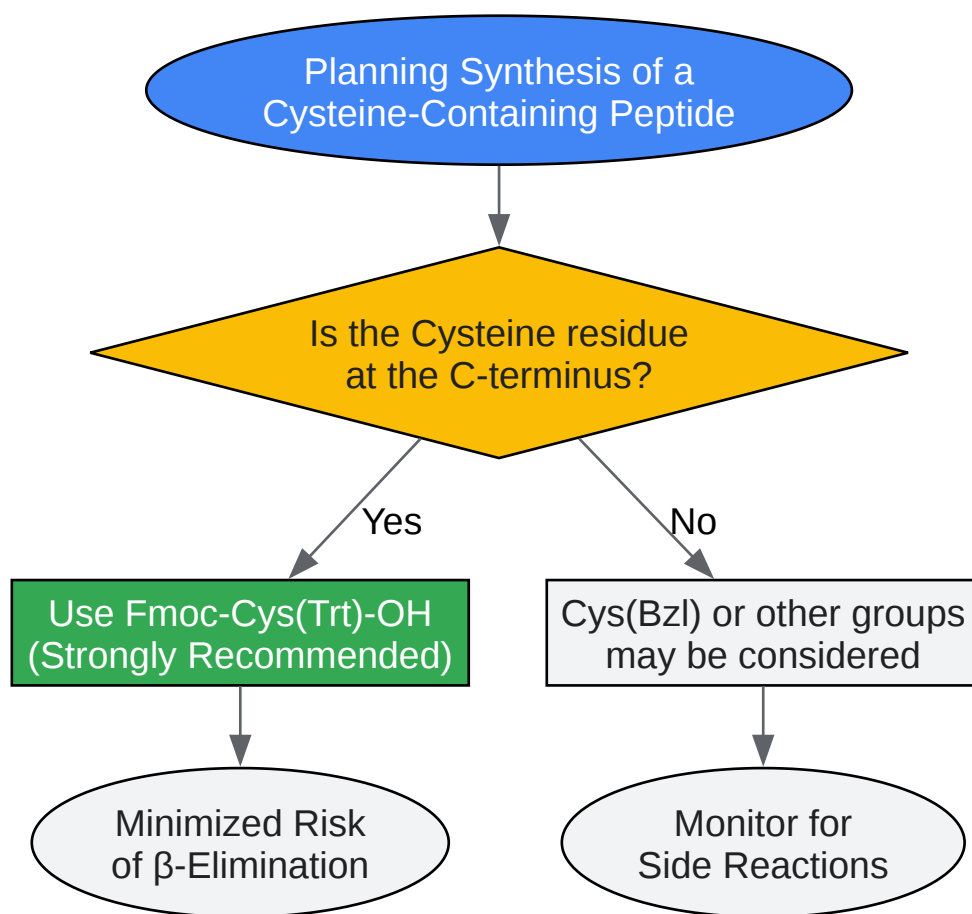 Planning Synthesis of a
Cysteine-Containing Peptide
Is the Cysteine residue
at the C-terminus?
Yes
No
Use Fmoc-Cys(Trt)-OH
(Strongly Recommended)
Cys(Bzl) or other groups
may be considered
Minimized Risk
of β-Elimination
Monitor for
Side Reactions